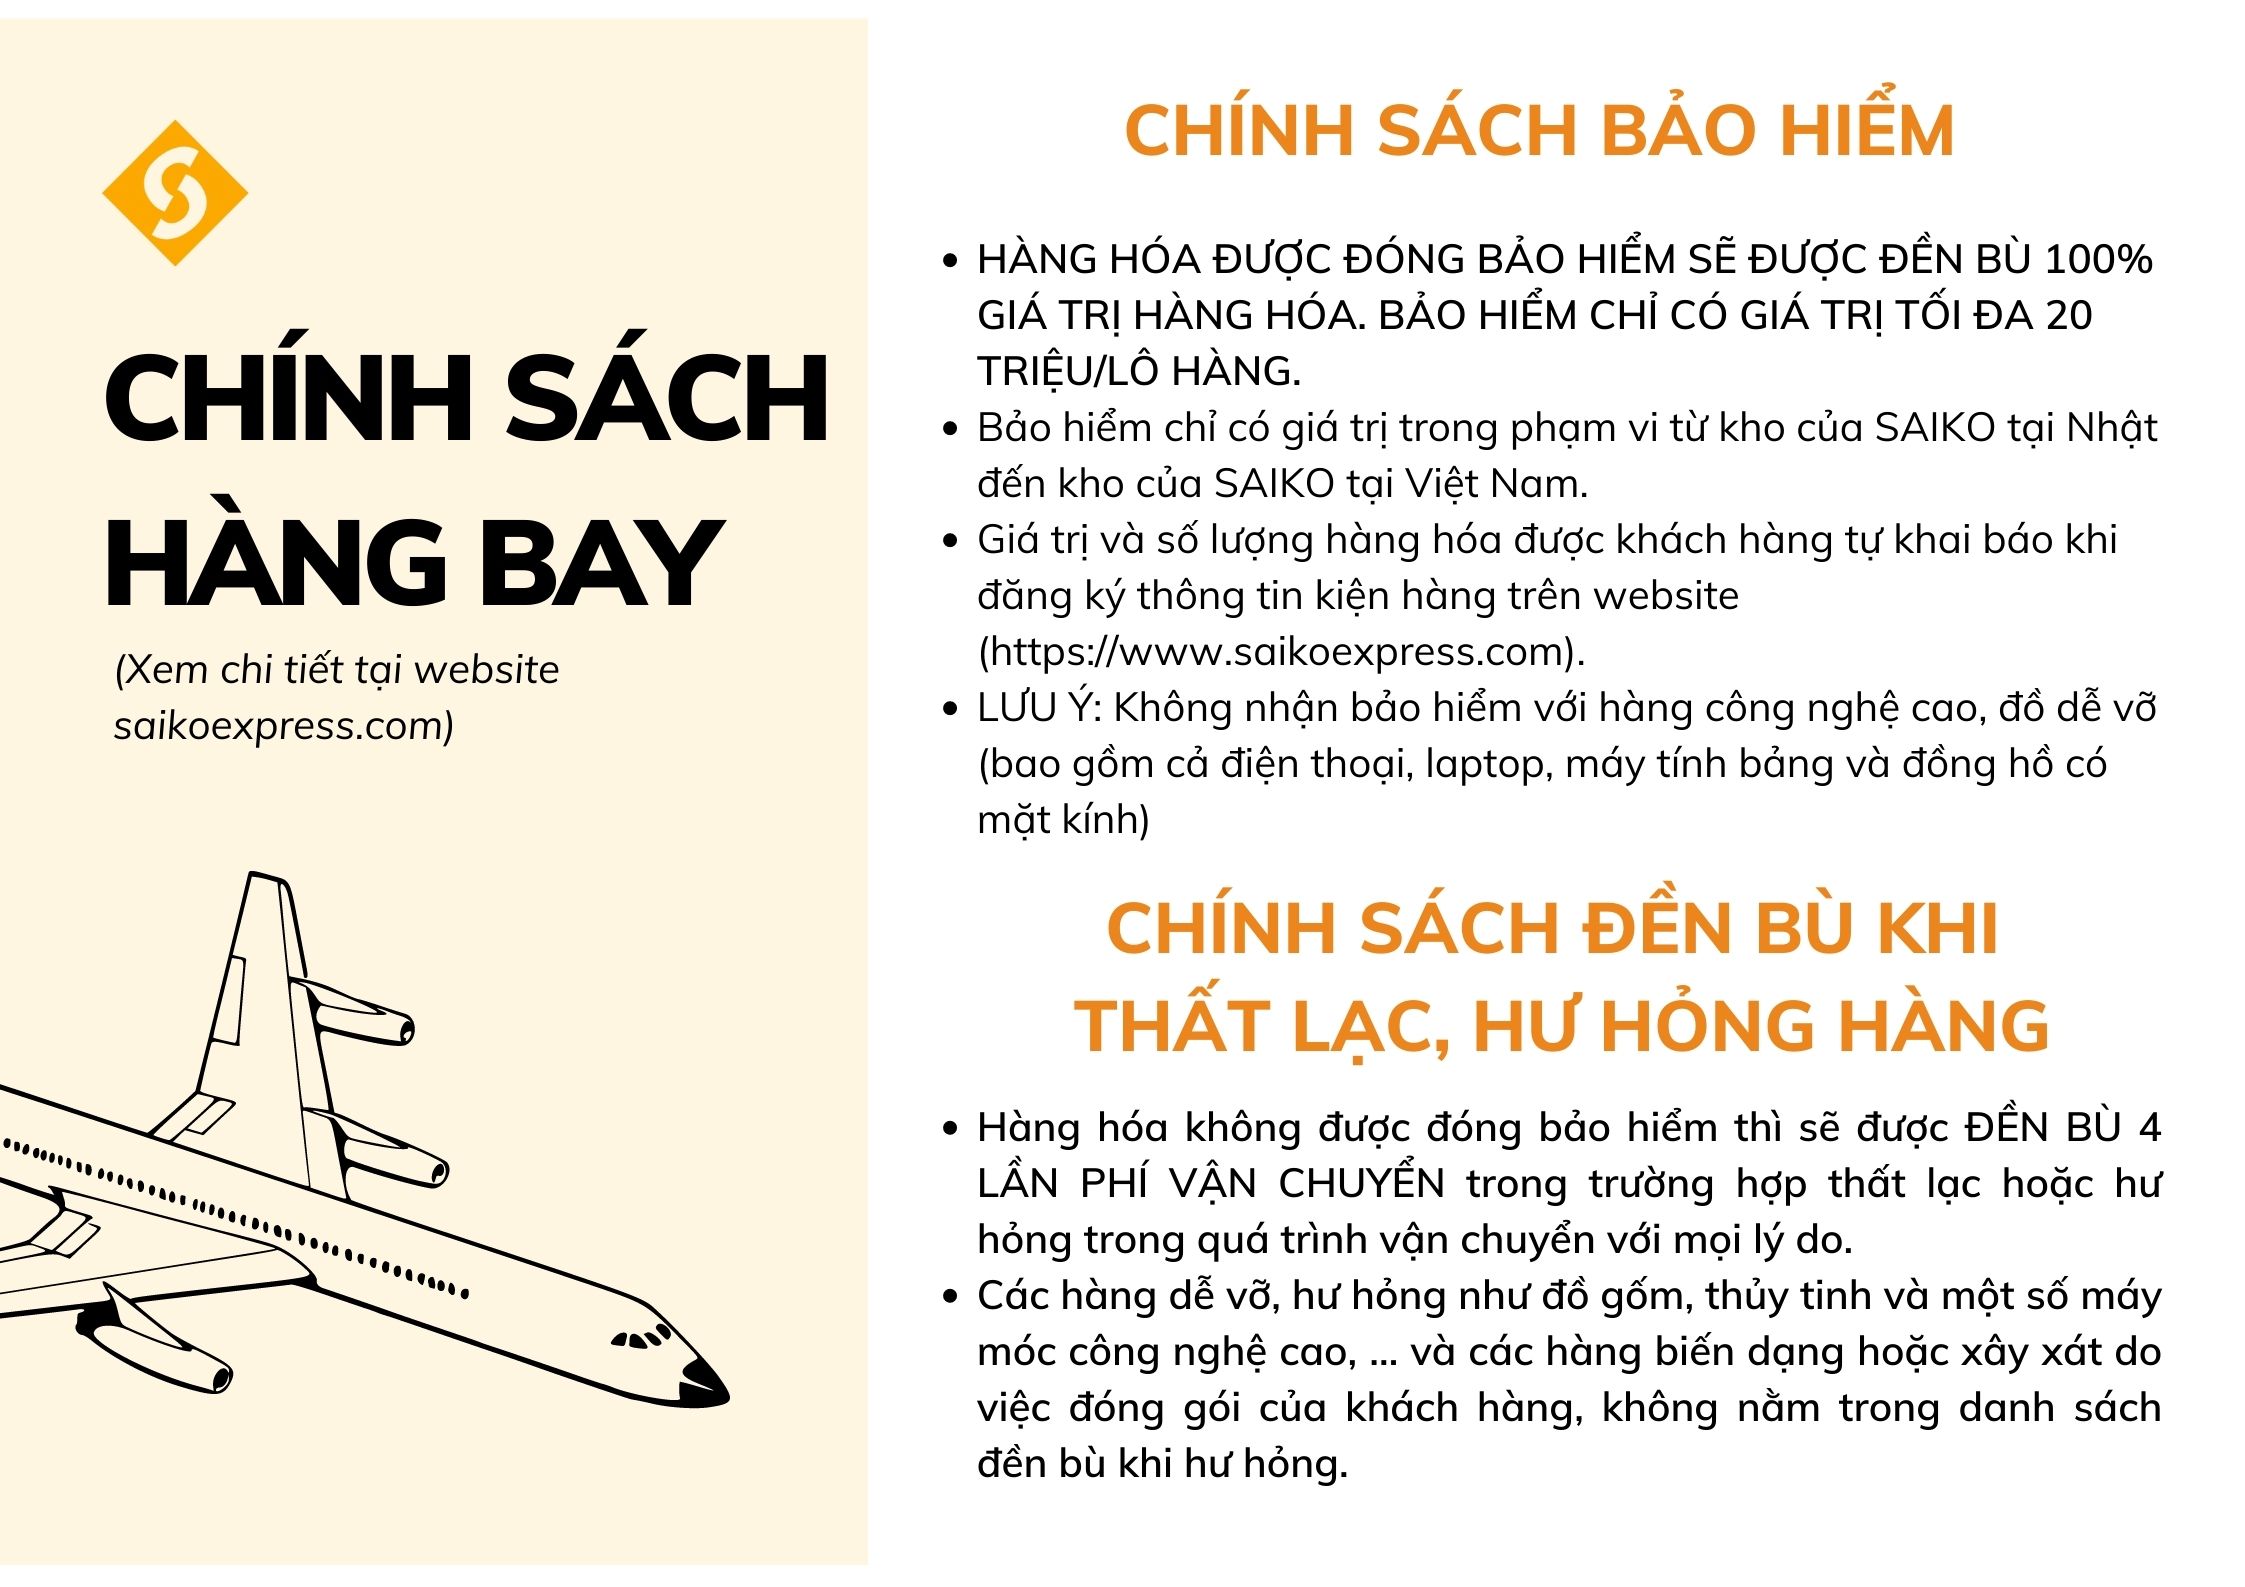 CHÍNH SÁCH
HÀNG BAY
(Xem chi tiết tại website
saikoexpress.com)
CHÍNH SÁCH BẢO HIỂM
• HÀNG HÓA ĐƯỢC ĐÓNG BẢO HIỂM SẼ ĐƯỢC ĐỀN BÙ 100%
GIÁ TRỊ HÀNG HÓA. BẢO HIỂM CHỈ CÓ GIÁ TRỊ TỐI ĐA 20
TRIỆU/LÔ HÀNG.
• Bảo hiểm chỉ có giá trị trong phạm vi từ kho của SAIKO tại Nhật
đến kho của SAIKO tại Việt Nam.
• Giá trị và số lượng hàng hóa được khách hàng tự khai báo khi
đăng ký thông tin kiện hàng trên website
(https://www.saikoexpress.com).
• LƯU Ý: Không nhận bảo hiểm với hàng công nghệ cao, đồ dễ vỡ
(bao gồm cả điện thoại, laptop, máy tính bảng và đồng hồ có
mặt kính)
CHÍNH SÁCH ĐỀN BÙ KHI
THẤT LẠC, HƯ HỎNG HÀNG
• Hàng hóa không được đóng bảo hiểm thì sẽ được ĐỀN BÙ 4
LẦN PHÍ VẬN CHUYỂN trong trường hợp thất lạc hoặc hư
hỏng trong quá trình vận chuyển với mọi lý do.
• Các hàng dễ vỡ, hư hỏng như đồ gốm, thủy tinh và một số máy
móc công nghệ cao, ... và các hàng biến dạng hoặc xây xát do
việc đóng gói của khách hàng, không nằm trong danh sách
đền bù khi hư hỏng.